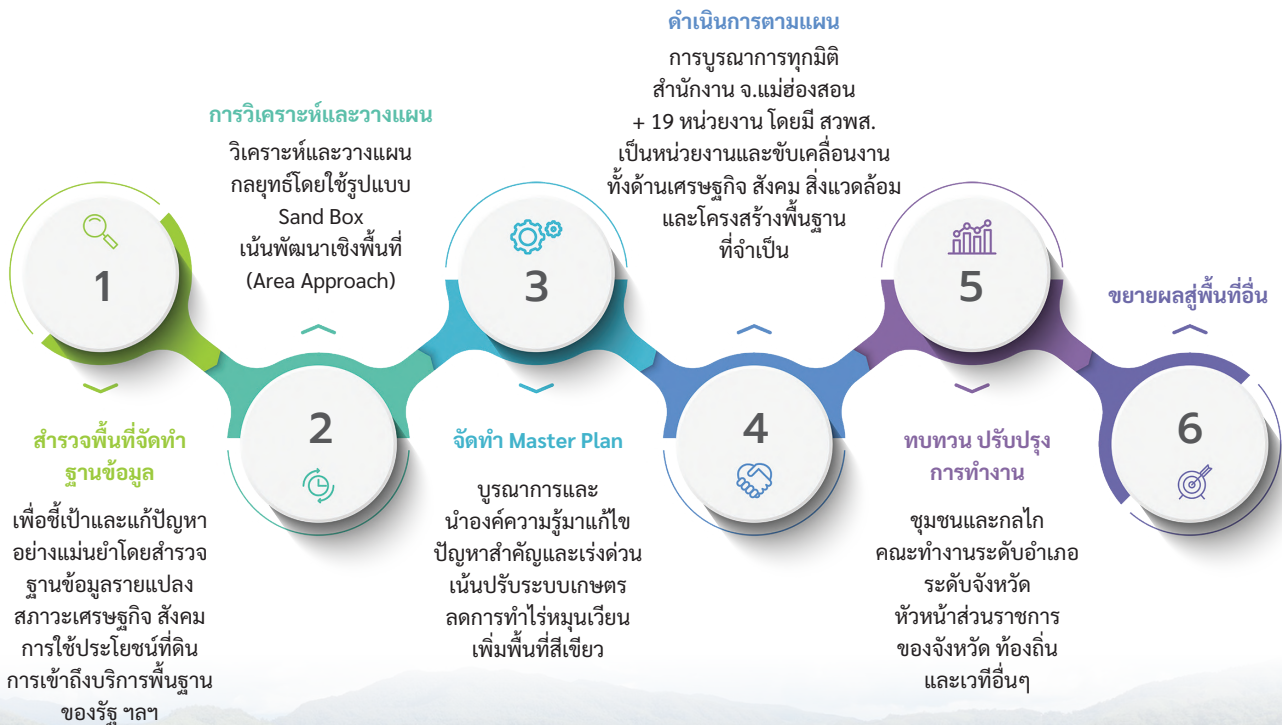 1
สำรวจพื้นที่จัดทำ
ฐานข้อมูล
เพื่อชี้เป้าและแก้ปัญหา
อย่างแม่นยำโดยสำรวจ
ฐานข้อมูลรายแปลง
สภาวะเศรษฐกิจ สังคม
การใช้ประโยชน์ที่ดิน
การเข้าถึงบริการพื้นฐาน
ของรัฐ ฯลฯ
การวิเคราะห์และวางแผน
วิเคราะห์และวางแผน
กลยุทธ์โดยใช้รูปแบบ
Sand Box
เน้นพัฒนาเชิงพื้นที่
(Area Approach)
2
3
จัดทำ Master Plan
บูรณาการและ
นำองค์ความรู้มาแก้ไข
ปัญหาสำคัญและเร่งด่วน
เน้นปรับระบบเกษตร
ลดการทำไร่หมุนเวียน
เพิ่มพื้นที่สีเขียว
ดำเนินการตามแผน
การบูรณาการทุกมิติ
สำนักงาน จ.แม่ฮ่องสอน
+ 19 หน่วยงาน โดยมี สวพส.
เป็นหน่วยงานและขับเคลื่อนงาน
ทั้งด้านเศรษฐกิจ สังคม สิ่งแวดล้อม
และโครงสร้างพื้นฐาน
ที่จำเป็น
4
5
ทบทวน ปรับปรุง
การทำงาน
ชุมชนและกลไก
คณะทำงานระดับอำเภอ
ระดับจังหวัด
หัวหน้าส่วนราชการ
ของจังหวัด ท้องถิ่น
และเวทีอื่นๆ
ขยายผลสู่พื้นที่อื่น
6